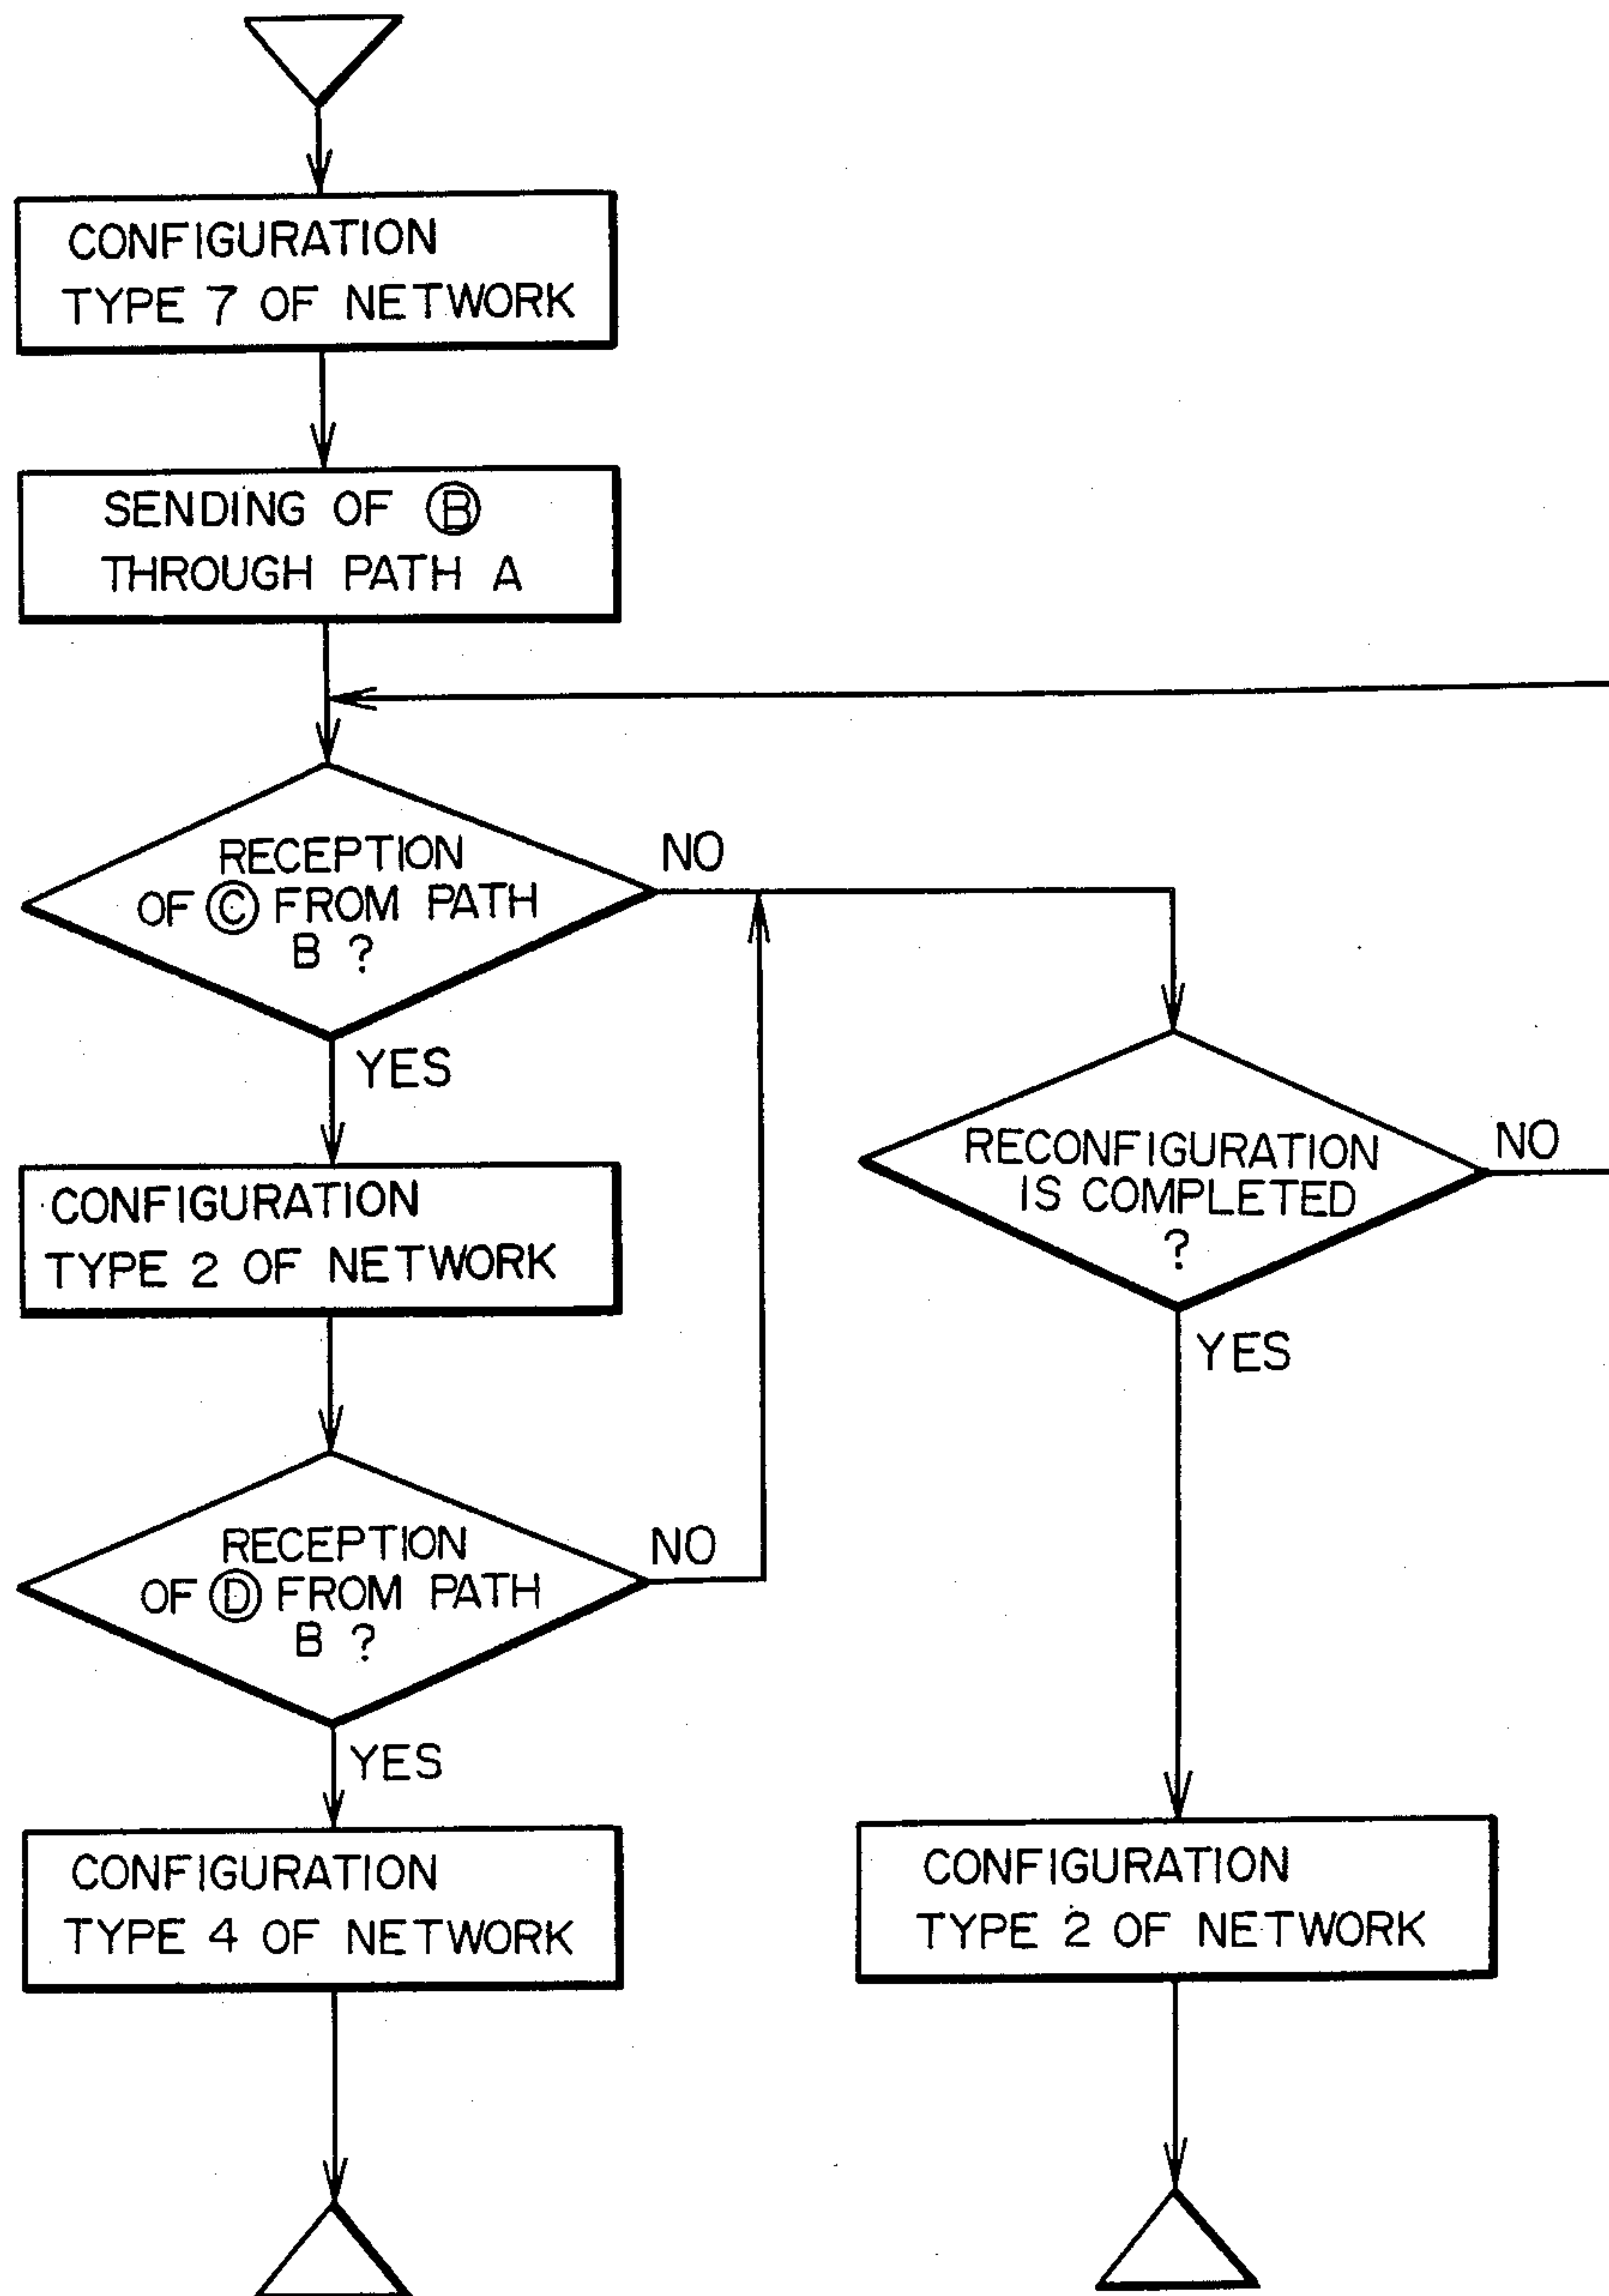 CONFIGURATION
TYPE 7 OF NETWORK
SENDING OF Ⓑ
THROUGH PATH A
RECEPTION
OF Ⓒ FROM PATH
B ?
NO
YES
CONFIGURATION
TYPE 2 OF NETWORK
RECEPTION
OF Ⓓ FROM PATH
B ?
NO
YES
CONFIGURATION
TYPE 4 OF NETWORK
RECONFIGURATION
IS COMPLETED
?
NO
YES
CONFIGURATION
TYPE 2 OF NETWORK